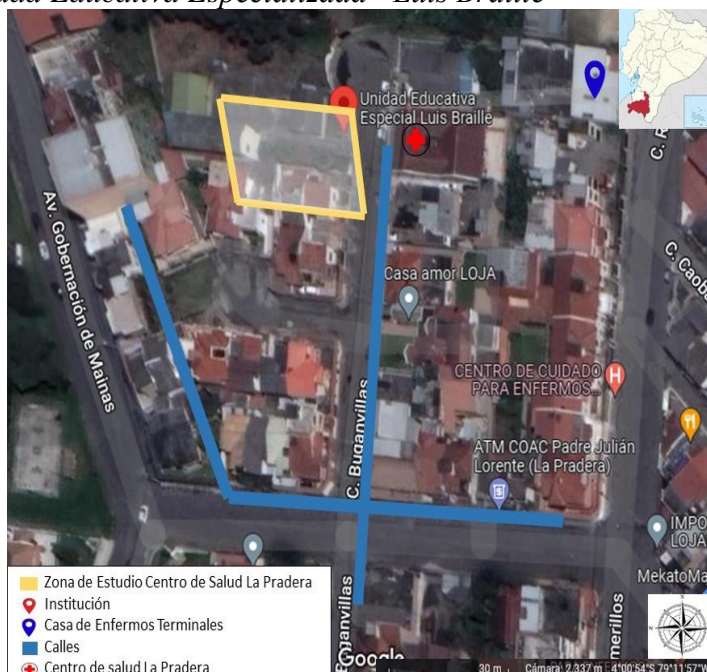 Educativa Especializada "Luis Braille"
Unidad Educativa
Especial Luis Braille
C. R
Av. Gobernación de Mainas
Casa amor LOJA
C. Caoba
CENTRO DE CUIDADO
PARA ENFERMOS...
C. Buganvillas
ATM COAC Padre Julián
Lorente (La Pradera)
IMPO
LOJA
MekatoMa
Buganvillas
merillos
Google
Zona de Estudio Centro de Salud La Pradera
Institución
Casa de Enfermos Terminales
Calles
Centro de salud La Pradera
30 m
Cámara: 2.337 m
4°00'54"S 79°11'57"W